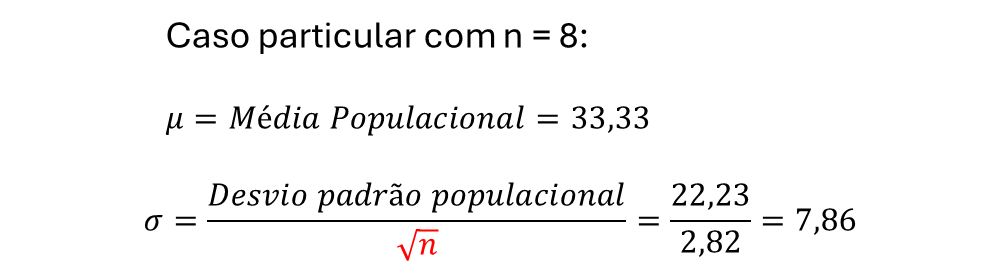 Caso particular com n = 8:
μ = Média Populacional = 33,33
σ = Desvio padrão populacional / √n = 22,23 / 2,82 = 7,86